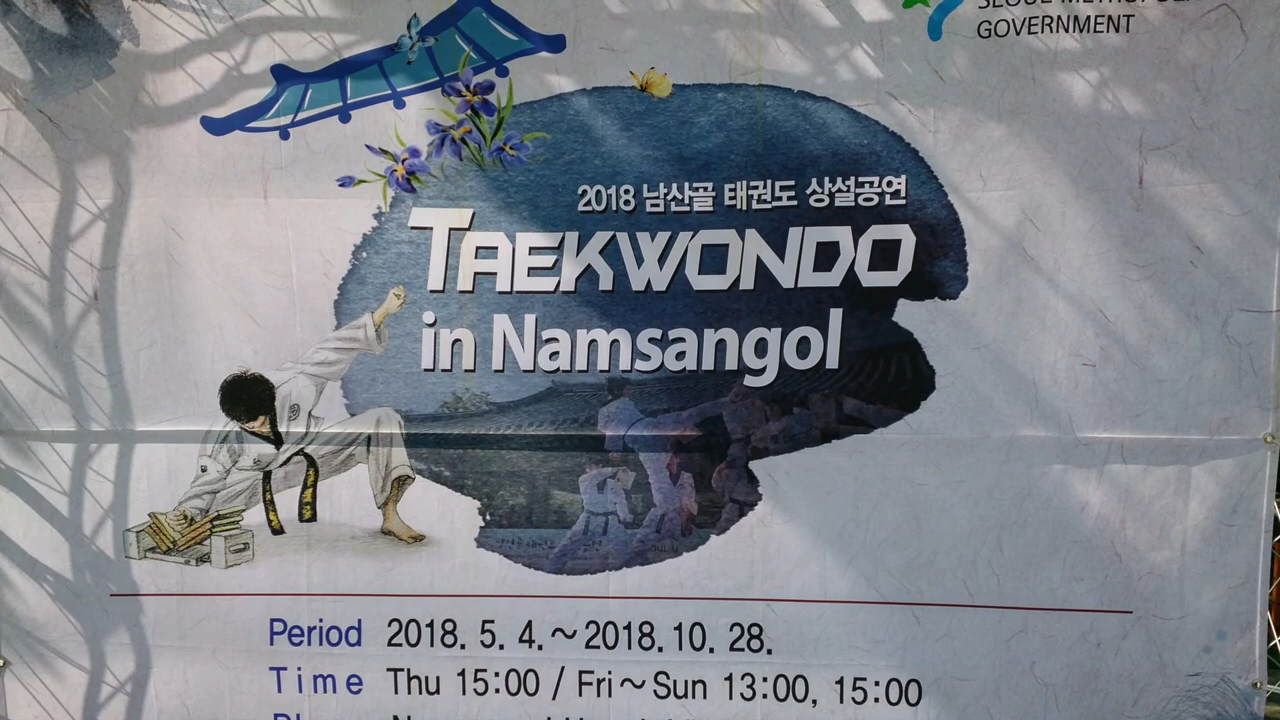 GOVERNMENT
2018 남산골 태권도 상설공연
TAEKWONDO
in Namsangol
Period 2018. 5. 4.~2018.10. 28.
Time Thu 15:00 / Fri~Sun 13:00, 15:00